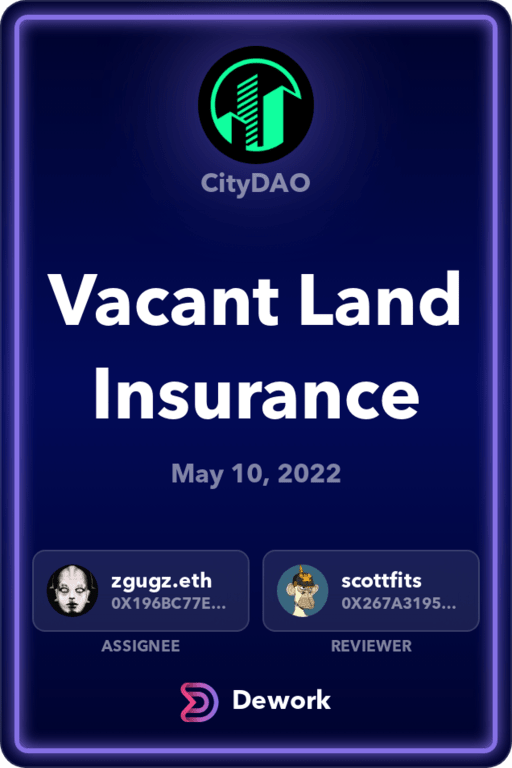 CityDAO
Vacant Land
Insurance
May 10, 2022
zgugz.eth
0X196BC77E...
ASSIGNEE
scottfits
0X267A3195...
REVIEWER
Dework